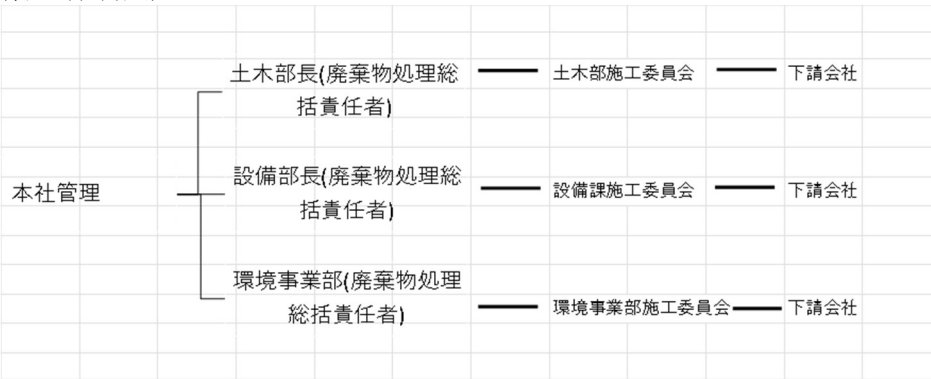 土木部長(廃棄物処理総
括責任者)
土木部施工委員会
下請会社
本社管理
設備部長(廃棄物処理総
括責任者)
設備課施工委員会
下請会社
環境事業部(廃棄物処理
総括責任者)
環境事業部施工委員会
下請会社